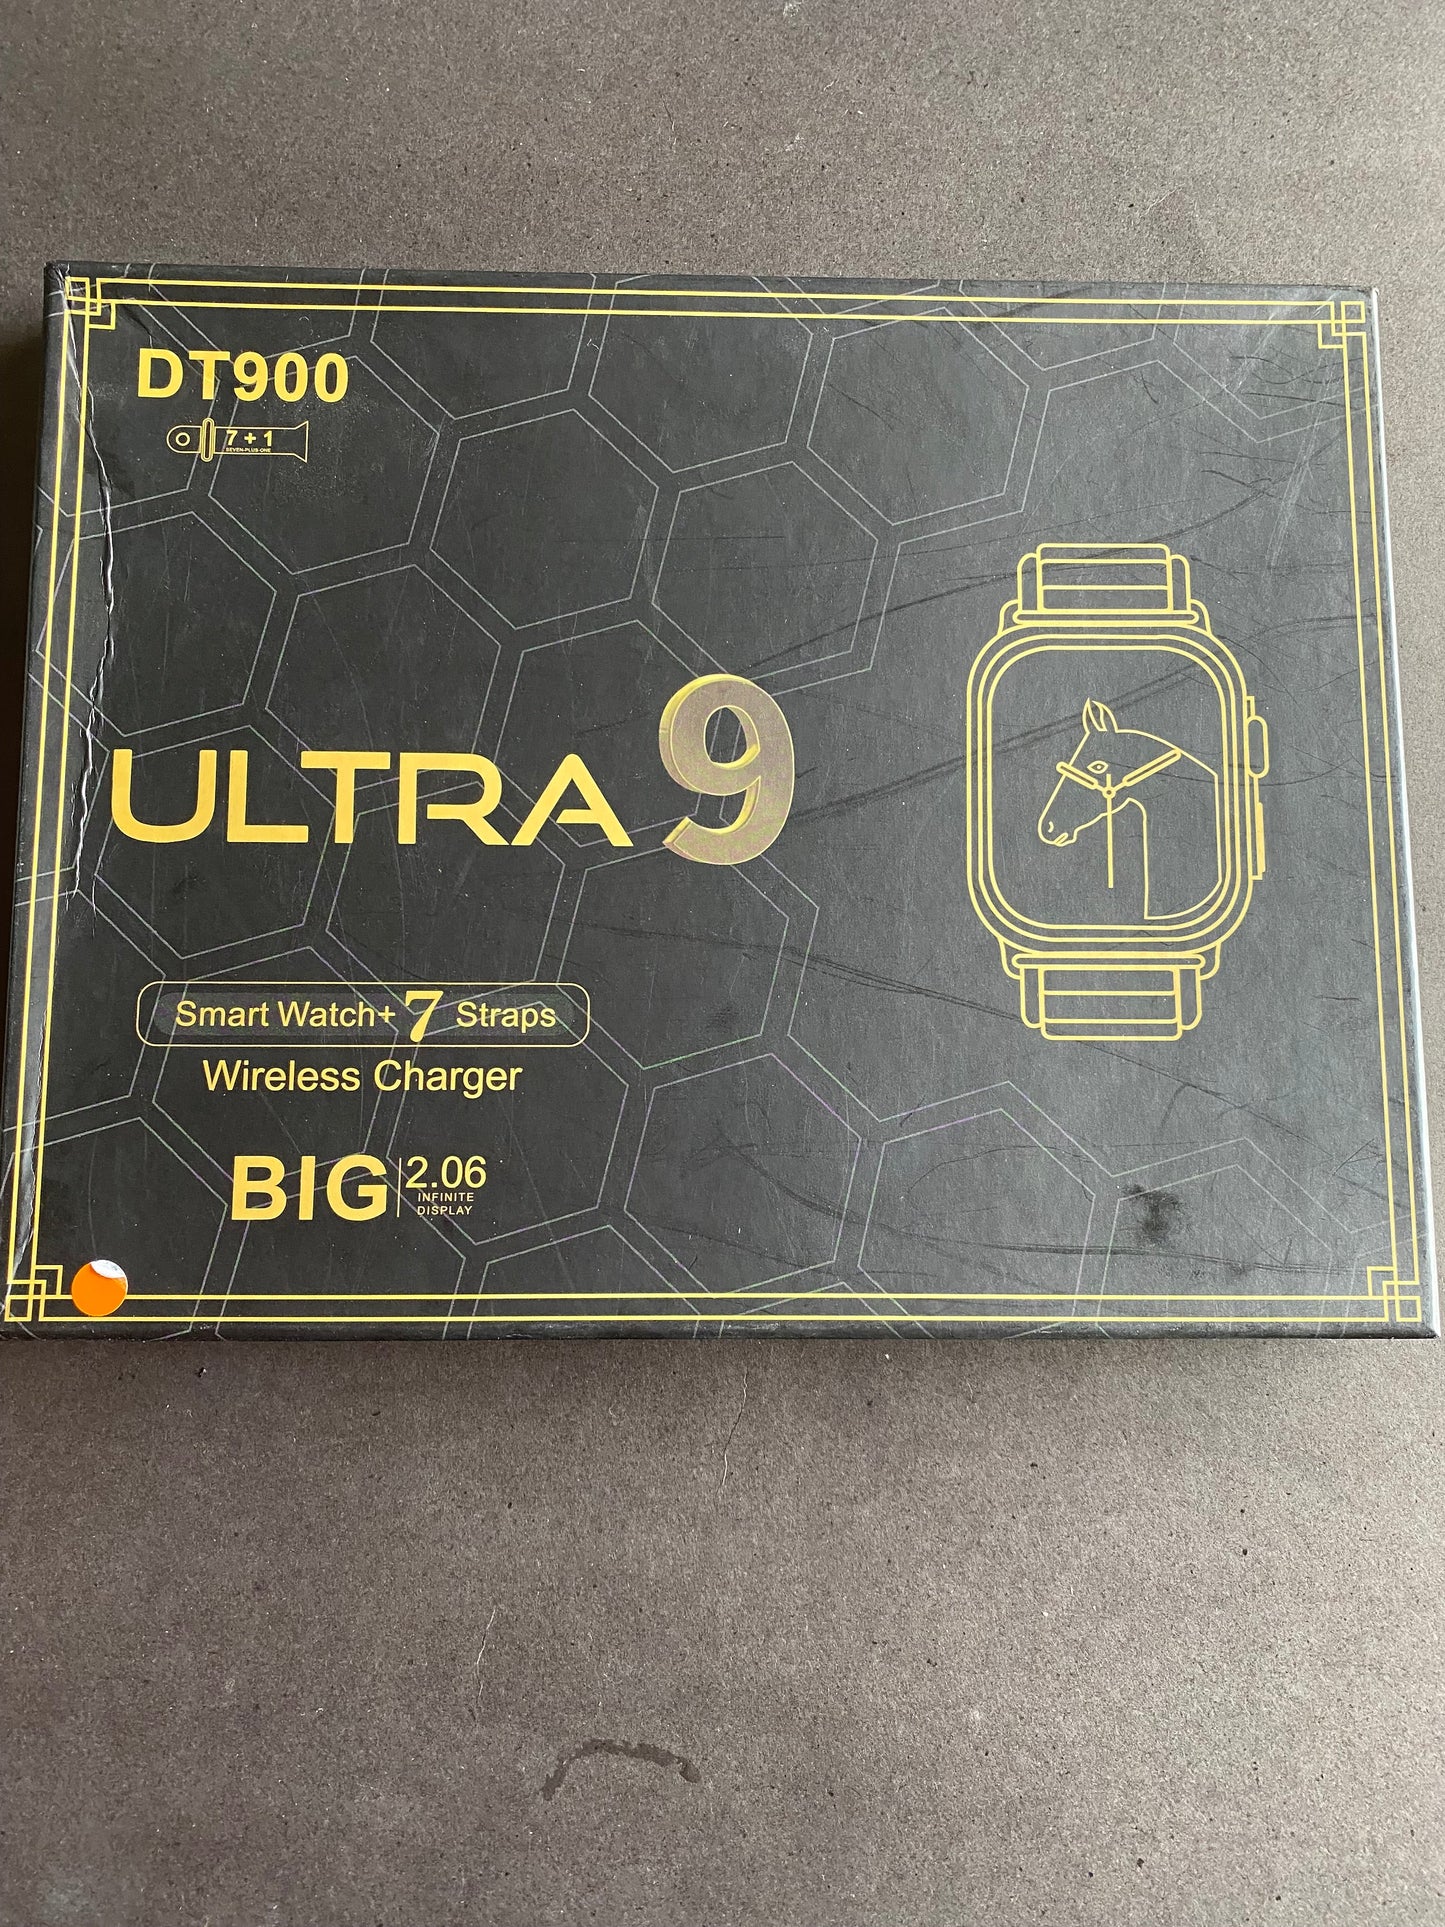 DT900
7 + 1
SEVEN-PLUS-ONE
ULTRA 9
Smart Watch+ 7 Straps
Wireless Charger
BIG 2.06
INFINITE
DISPLAY